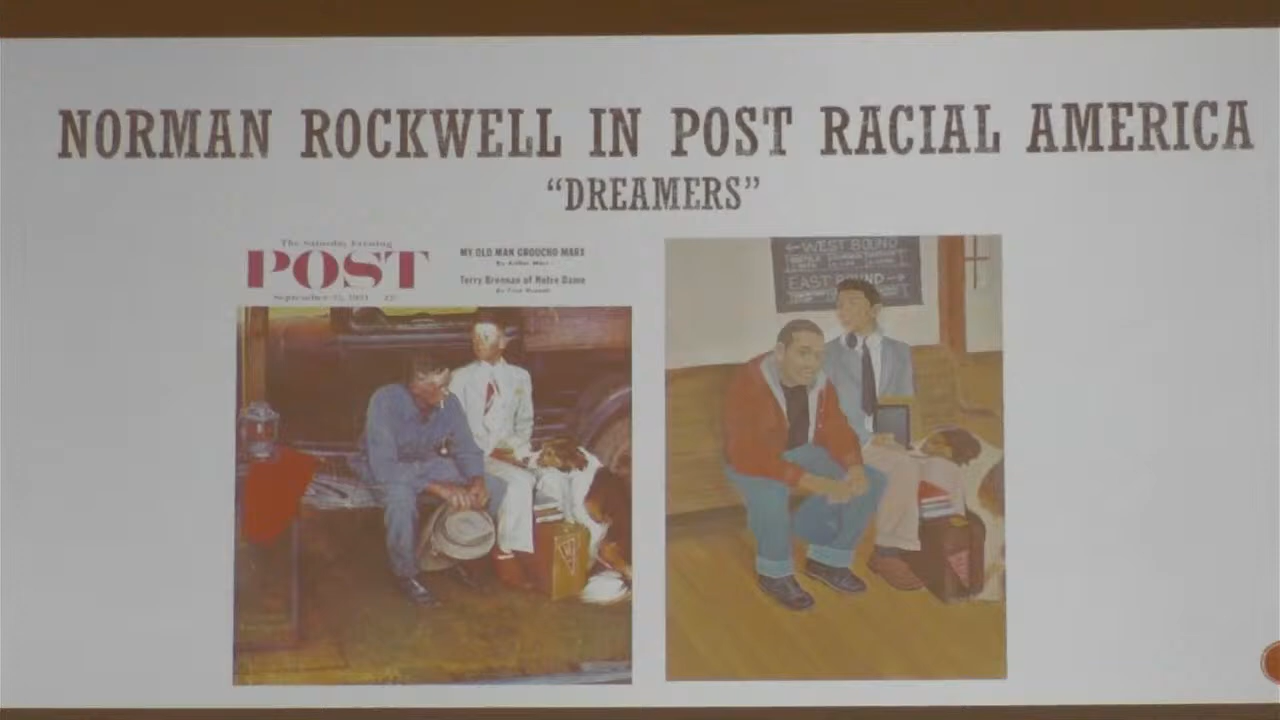 NORMAN ROCKWELL IN POST RACIAL AMERICA
“DREAMERS”
The Saturday Evening
POST
MY OLD MAN GROUCHO MARX
Terry Brennan of Notre Dame
WEST BOUND
EAST BOUND